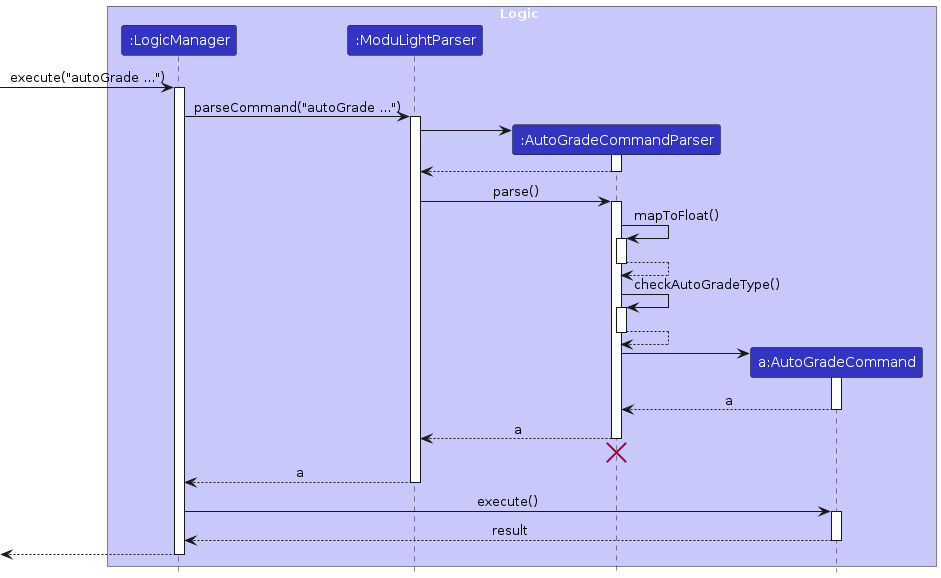 Logic
:LogicManager
:ModuLightParser
execute("autoGrade ...")
parseCommand("autoGrade ...")
:AutoGradeCommandParser
parse()
mapToFloat()
checkAutoGradeType()
a:AutoGradeCommand
a
a
a
execute()
result